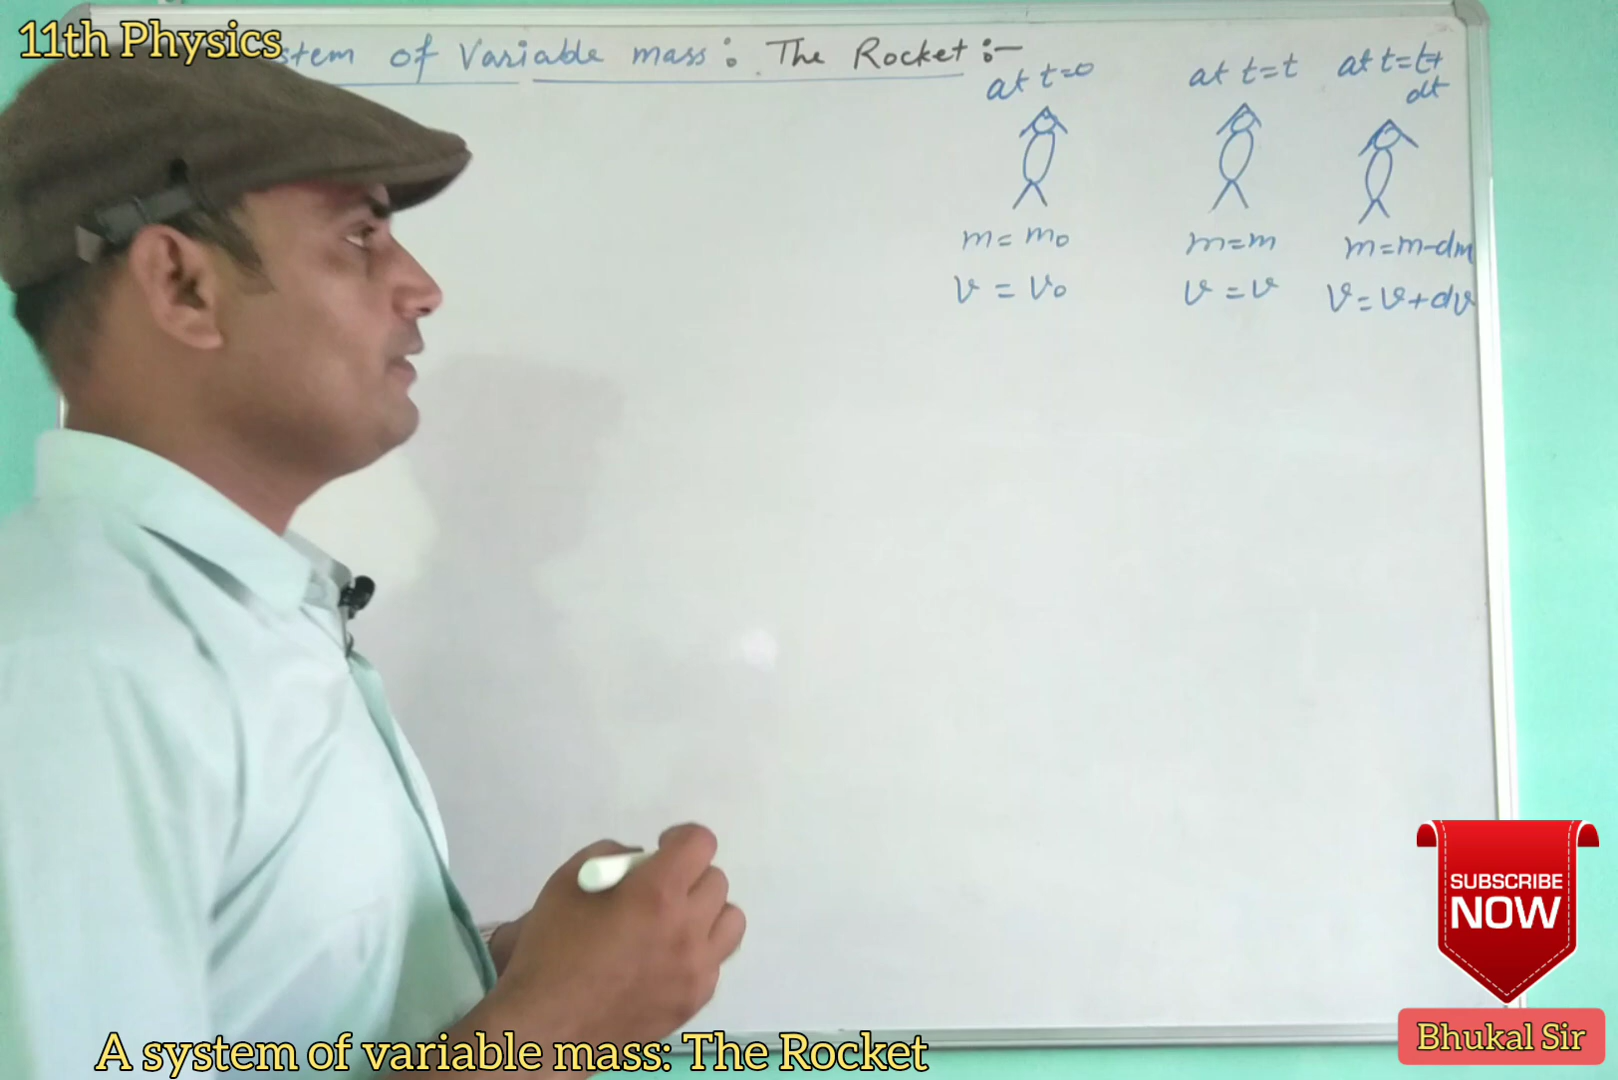 11th Physics
stem of Variable mass: The Rocket :-
at t=0
at t=t
at t=t+
dt
m = m₀
m=m
m=m-dm
v = v₀
v = v
v=v+dv
SUBSCRIBE
NOW
Bhukal Sir
A system of variable mass: The Rocket